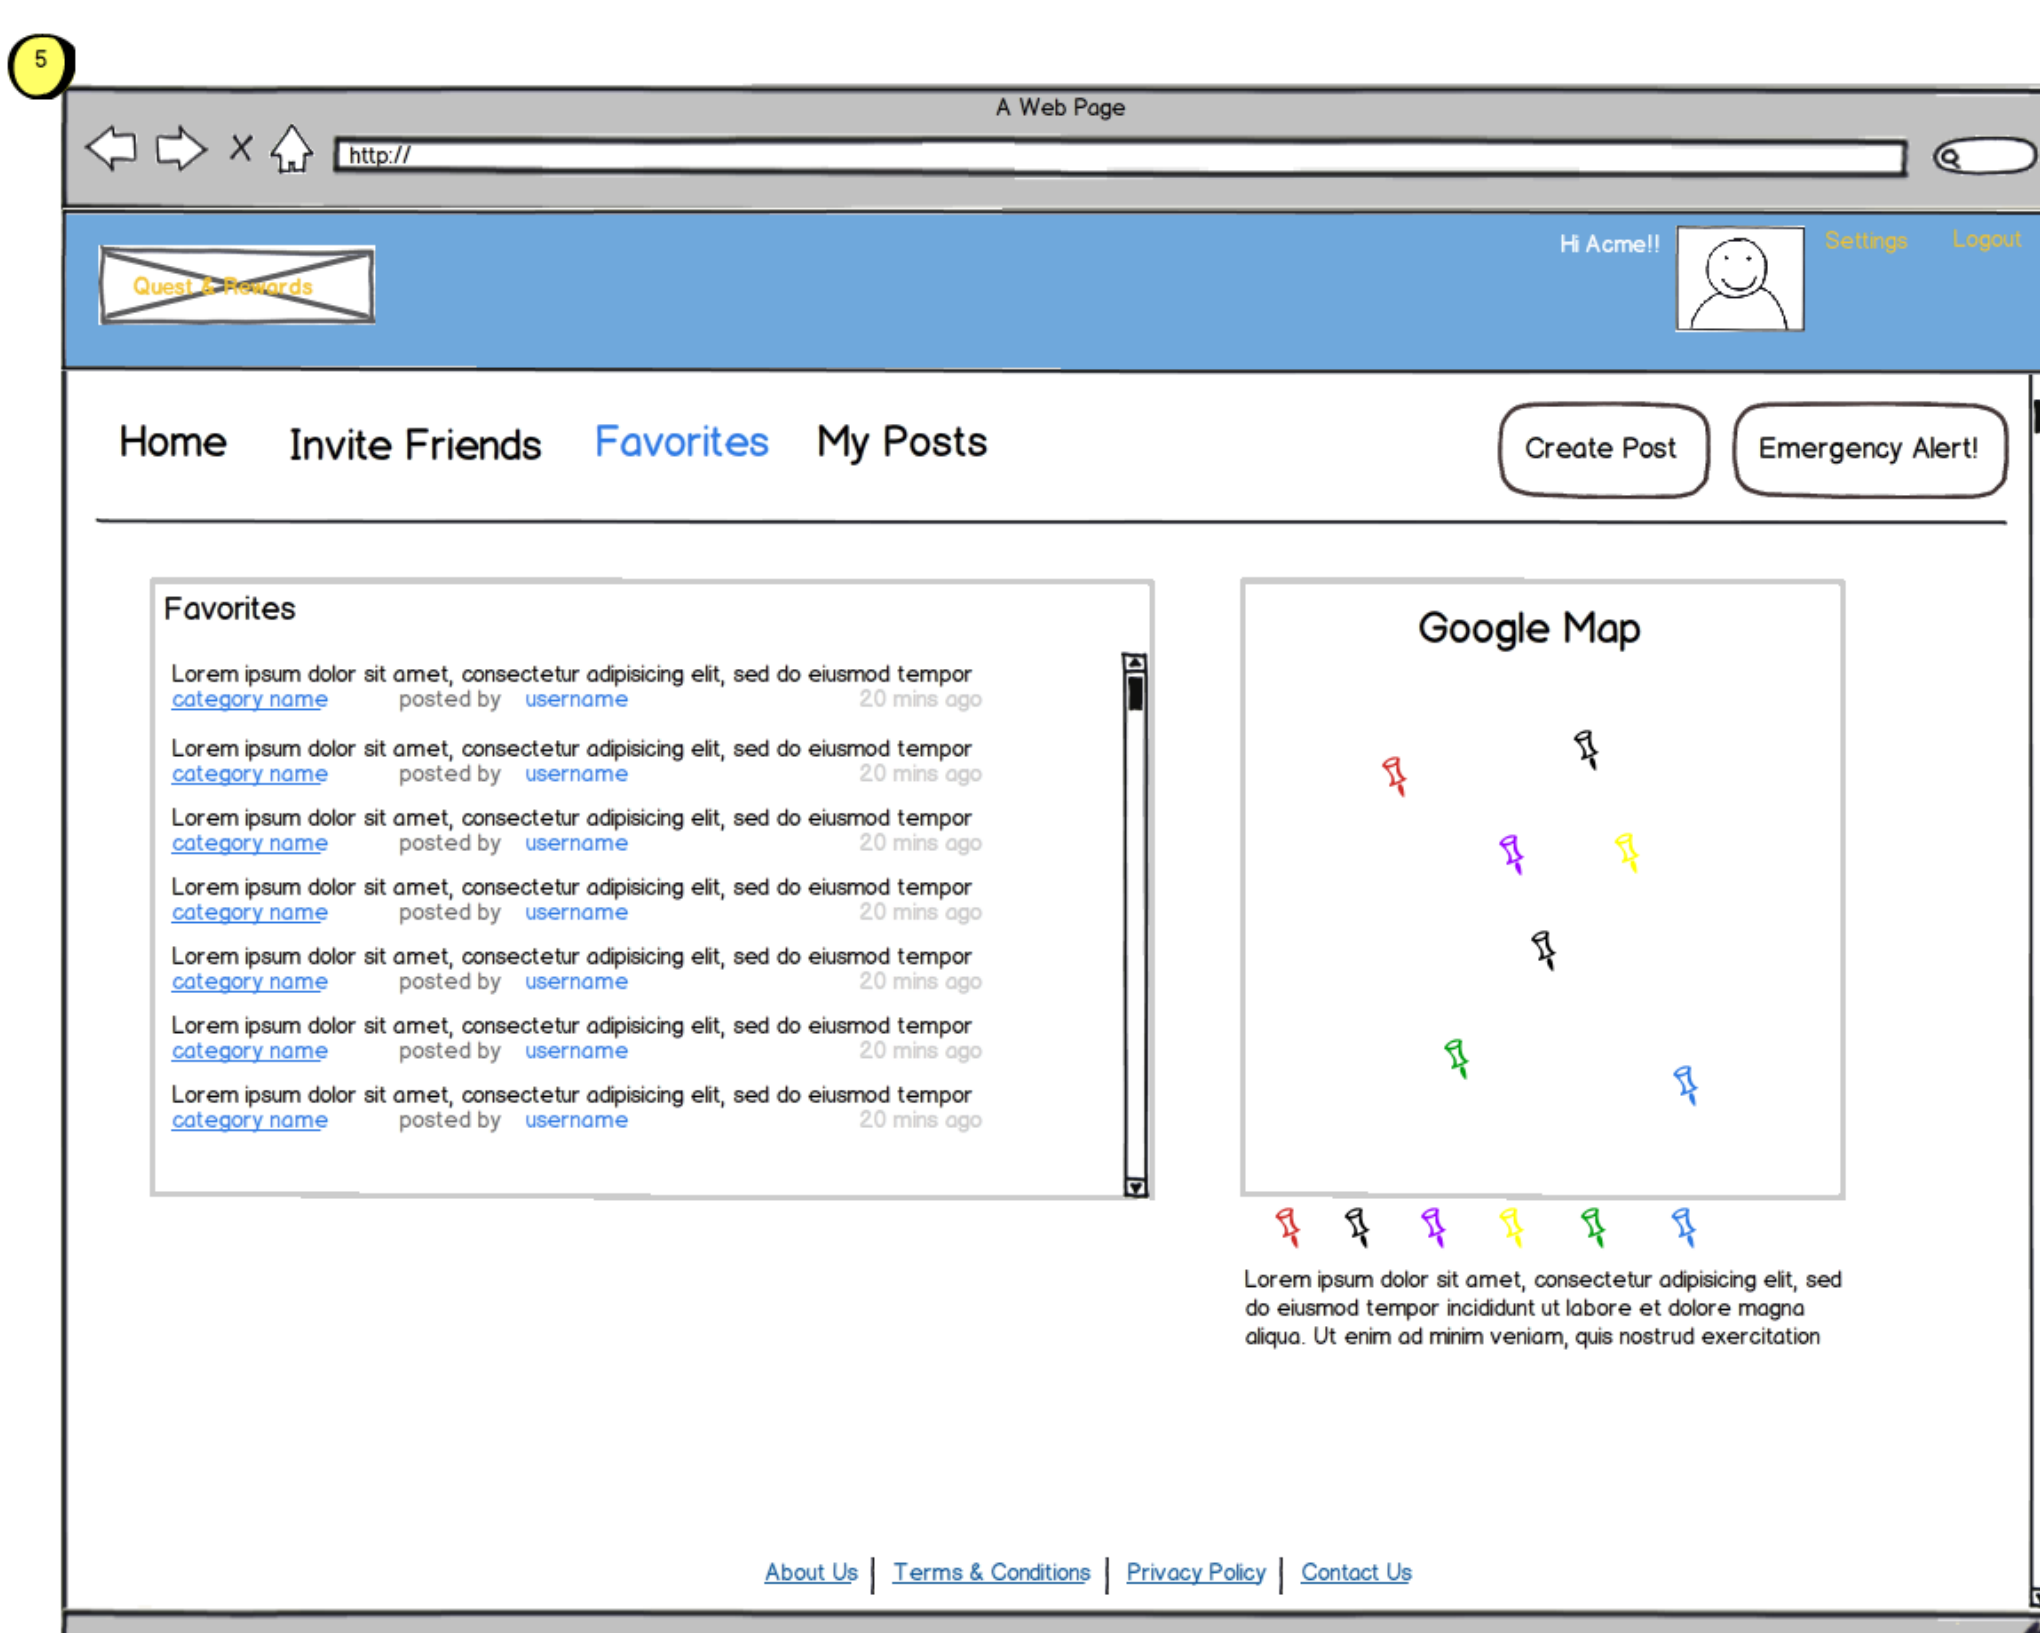 5
A Web Page
http://
Quest & Rewards
Hi Acme!!
Settings
Logout
Home
Invite Friends
Favorites
My Posts
Create Post
Emergency Alert!
Favorites
Lorem ipsum dolor sit amet, consectetur adipisicing elit, sed do eiusmod tempor
category name posted by username 20 mins ago
Lorem ipsum dolor sit amet, consectetur adipisicing elit, sed do eiusmod tempor
category name posted by username 20 mins ago
Lorem ipsum dolor sit amet, consectetur adipisicing elit, sed do eiusmod tempor
category name posted by username 20 mins ago
Lorem ipsum dolor sit amet, consectetur adipisicing elit, sed do eiusmod tempor
category name posted by username 20 mins ago
Lorem ipsum dolor sit amet, consectetur adipisicing elit, sed do eiusmod tempor
category name posted by username 20 mins ago
Lorem ipsum dolor sit amet, consectetur adipisicing elit, sed do eiusmod tempor
category name posted by username 20 mins ago
Lorem ipsum dolor sit amet, consectetur adipisicing elit, sed do eiusmod tempor
category name posted by username 20 mins ago
Google Map
Lorem ipsum dolor sit amet, consectetur adipisicing elit, sed
do eiusmod tempor incididunt ut labore et dolore magna
aliqua. Ut enim ad minim veniam, quis nostrud exercitation
About Us | Terms & Conditions | Privacy Policy | Contact Us